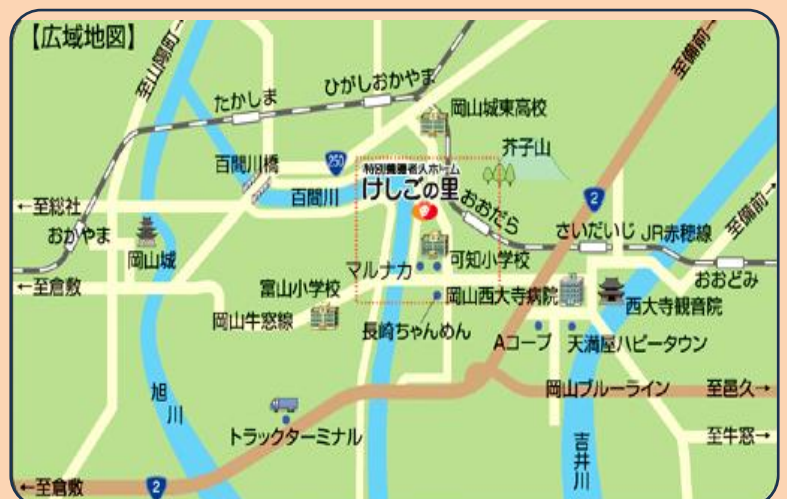 【広域地図】
至山陽町→
至備前→
ひがしおかやま
たかしま
岡山城東高校
芥子山
250
百間川橋
特別養護老人ホーム
けしごの里
百間川
2
←至総社
おおだら
さいだいじ
JR赤穂線
至備前→
おかやま
岡山城
可知小学校
マルナカ
おおどみ
←至倉敷
富山小学校
岡山西大寺病院
西大寺観音院
岡山牛窓線
長崎ちゃんめん
Aコープ
天満屋ハピータウン
旭川
岡山ブルーライン
至邑久→
トラックターミナル
吉井川
至牛窓→
←至倉敷
2